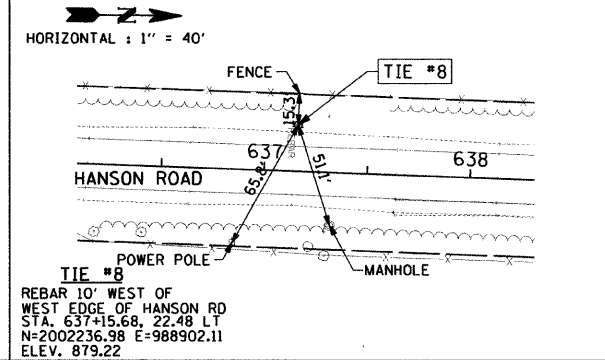 N
HORIZONTAL : 1" = 40'
FENCE
TIE #8
15.3'
REBAR
637
638
HANSON ROAD
65.8'
51.1'
POWER POLE
MANHOLE
TIE #8
REBAR 10' WEST OF
WEST EDGE OF HANSON RD
STA. 637+15.68, 22.48 LT
N=2002236.98 E=988902.11
ELEV. 879.22